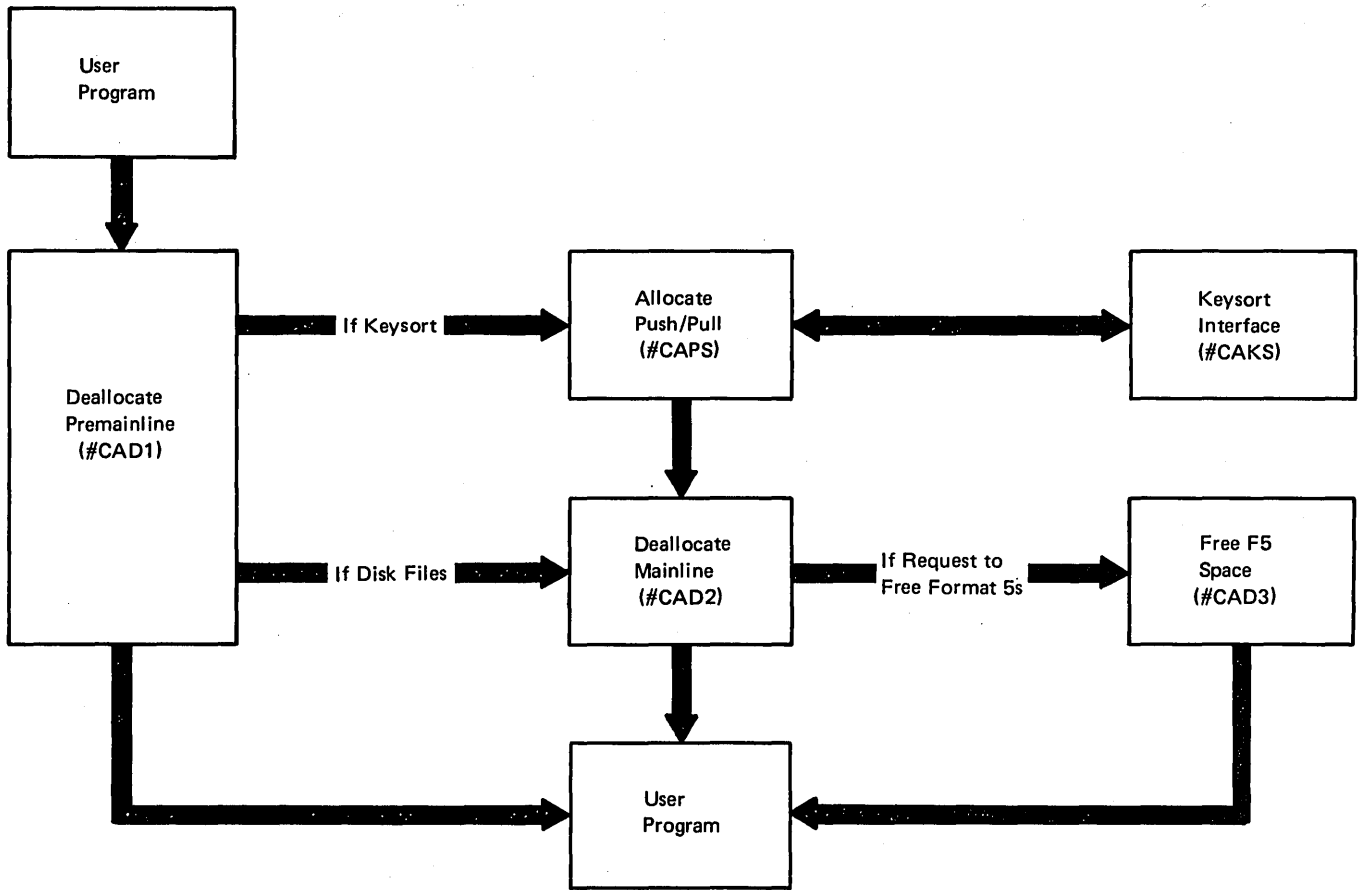 User
Program
If Keysort
Allocate
Push/Pull
(#CAPS)
Keysort
Interface
(#CAKS)
Deallocate
Premainline
(#CAD1)
If Disk Files
Deallocate
Mainline
(#CAD2)
If Request to
Free Format 5s
Free F5
Space
(#CAD3)
User
Program